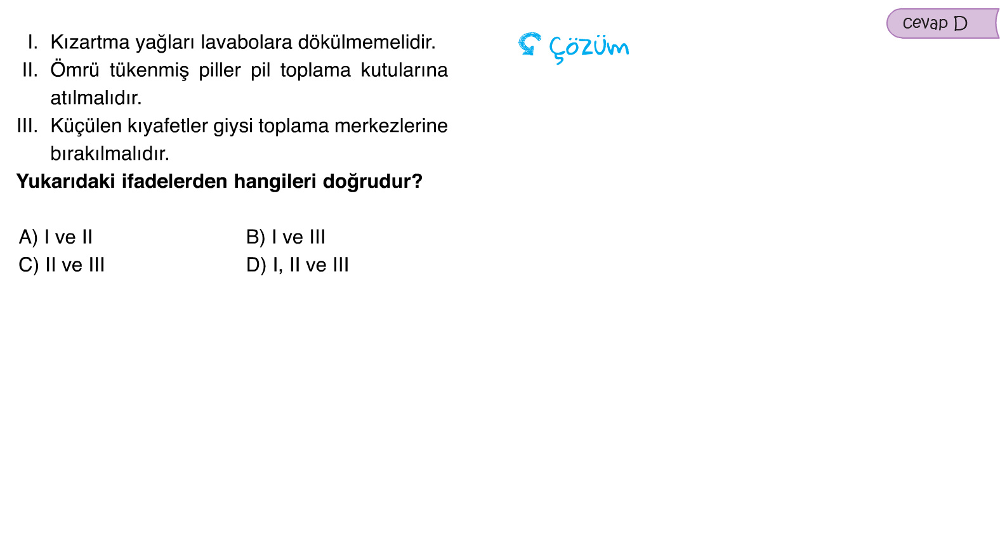 I. Kızartma yağları lavabolara dökülmemelidir.
II. Ömrü tükenmiş piller pil toplama kutularına
atılmalıdır.
III. Küçülen kıyafetler giysi toplama merkezlerine
bırakılmalıdır.
Yukarıdaki ifadelerden hangileri doğrudur?
A) I ve II B) I ve III
C) II ve III D) I, II ve III
Çözüm
cevap D